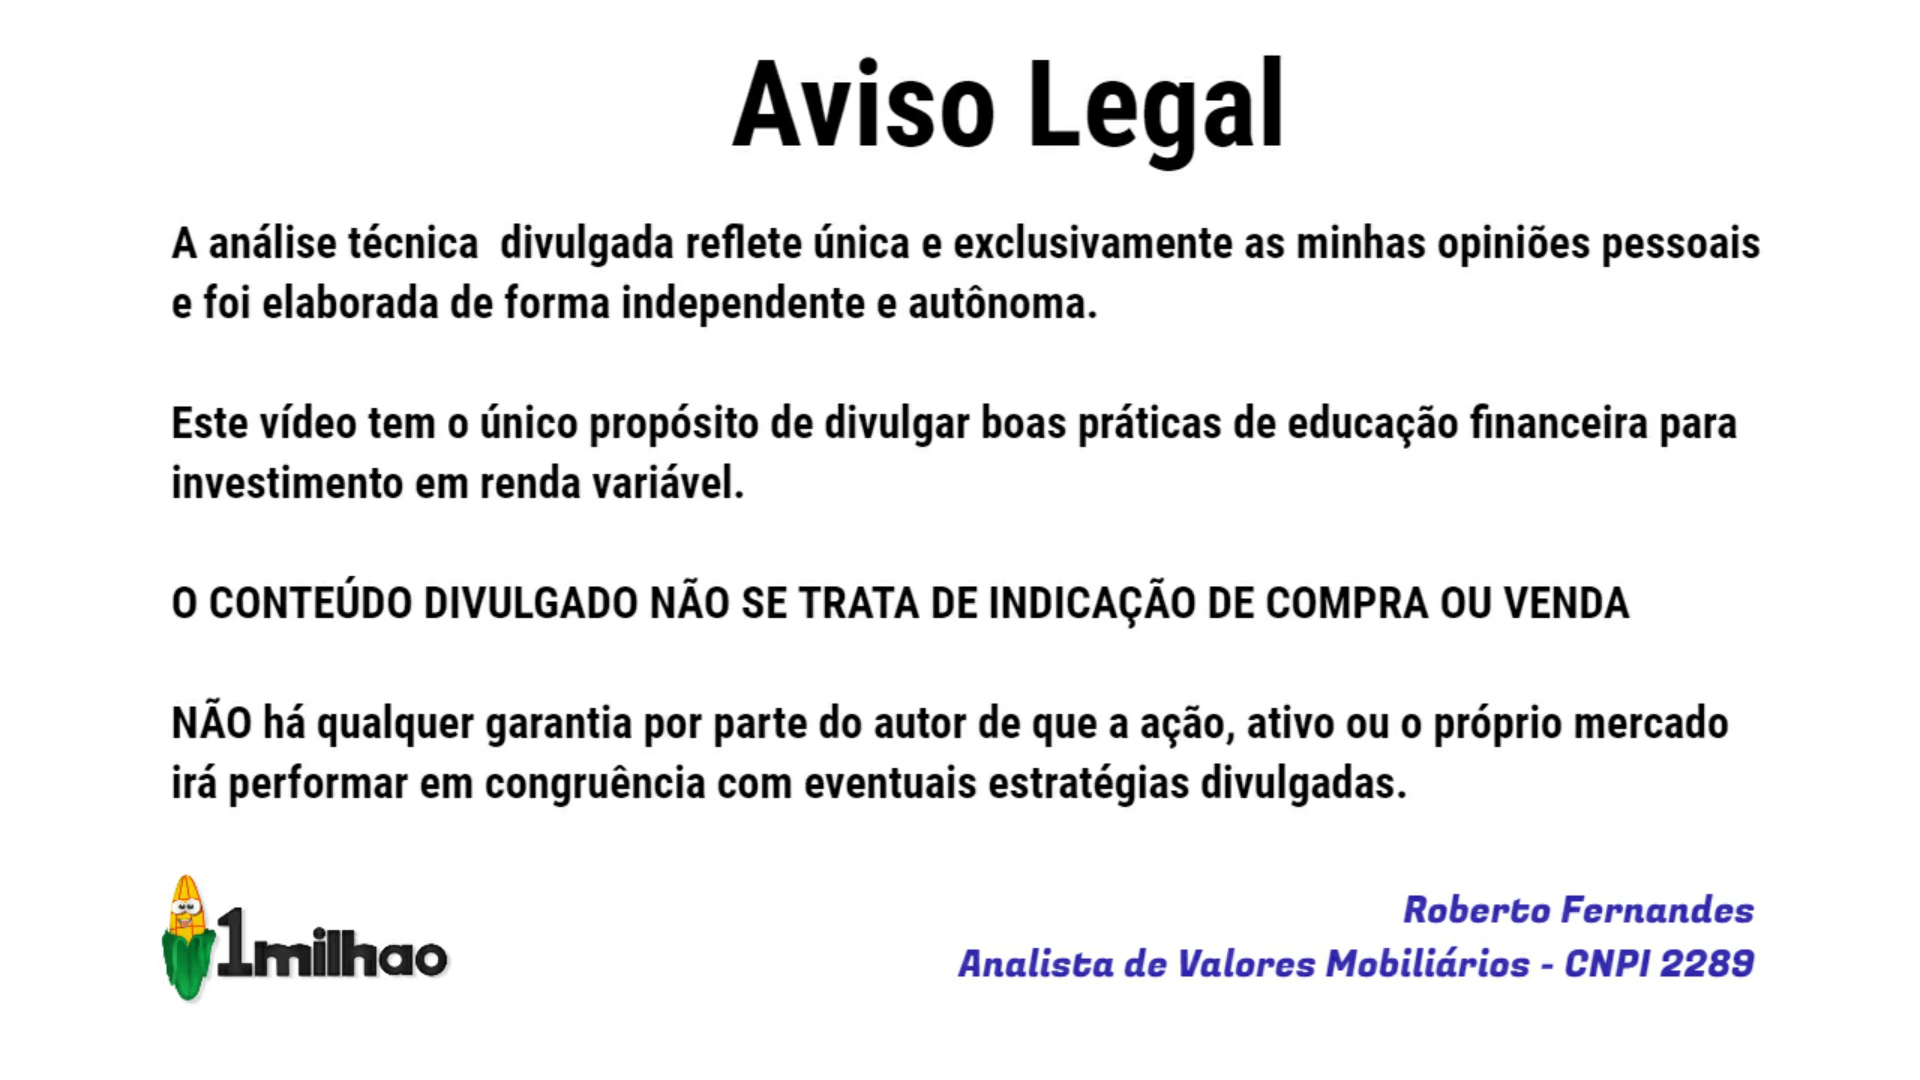 Aviso Legal
A análise técnica  divulgada reflete única e exclusivamente as minhas opiniões pessoais
e foi elaborada de forma independente e autônoma.
Este vídeo tem o único propósito de divulgar boas práticas de educação financeira para
investimento em renda variável.
O CONTEÚDO DIVULGADO NÃO SE TRATA DE INDICAÇÃO DE COMPRA OU VENDA
NÃO há qualquer garantia por parte do autor de que a ação, ativo ou o próprio mercado
irá performar em congruência com eventuais estratégias divulgadas.
1milhao
Roberto Fernandes
Analista de Valores Mobiliários - CNPI 2289